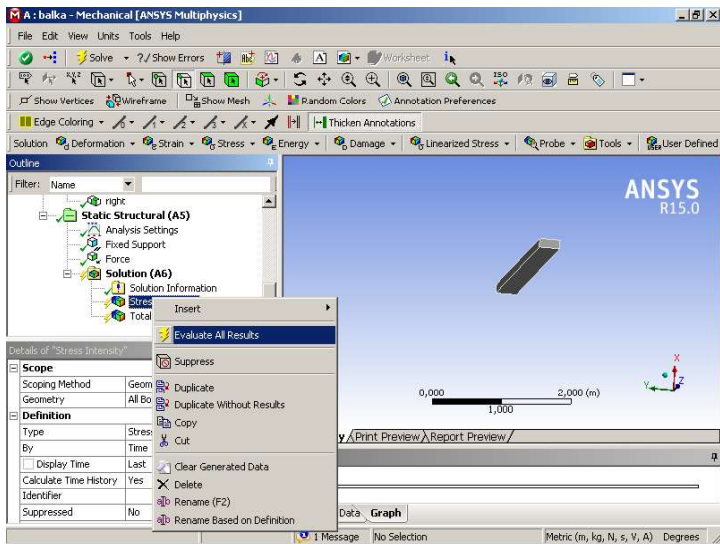 A : balka - Mechanical [ANSYS Multiphysics]
File Edit View Units Tools Help
Solve ?/ Show Errors A Worksheet
ISO
Show Vertices Wireframe Show Mesh Random Colors Annotation Preferences
Edge Coloring Thicken Annotations
Solution Deformation Strain Stress Energy Damage Linearized Stress Probe Tools User Defined
Outline
Filter: Name
right
Static Structural (A5)
Analysis Settings
Fixed Support
Force
Solution (A6)
Solution Information
Stres
Total
Insert
Evaluate All Results
Suppress
Duplicate
Duplicate Without Results
Copy
Cut
Clear Generated Data
Delete
Rename (F2)
Rename Based on Definition
Details of "Stress Intensity"
Scope
Scoping Method Geom
Geometry All Bo
Definition
Type Stres
By Time
Display Time Last
Calculate Time History Yes
Identifier
Suppressed No
ANSYS
R15.0
0,000 2,000 (m)
1,000
X
Y Z
y Print Preview Report Preview
Data Graph
1 Message No Selection Metric (m, kg, N, s, V, A) Degrees